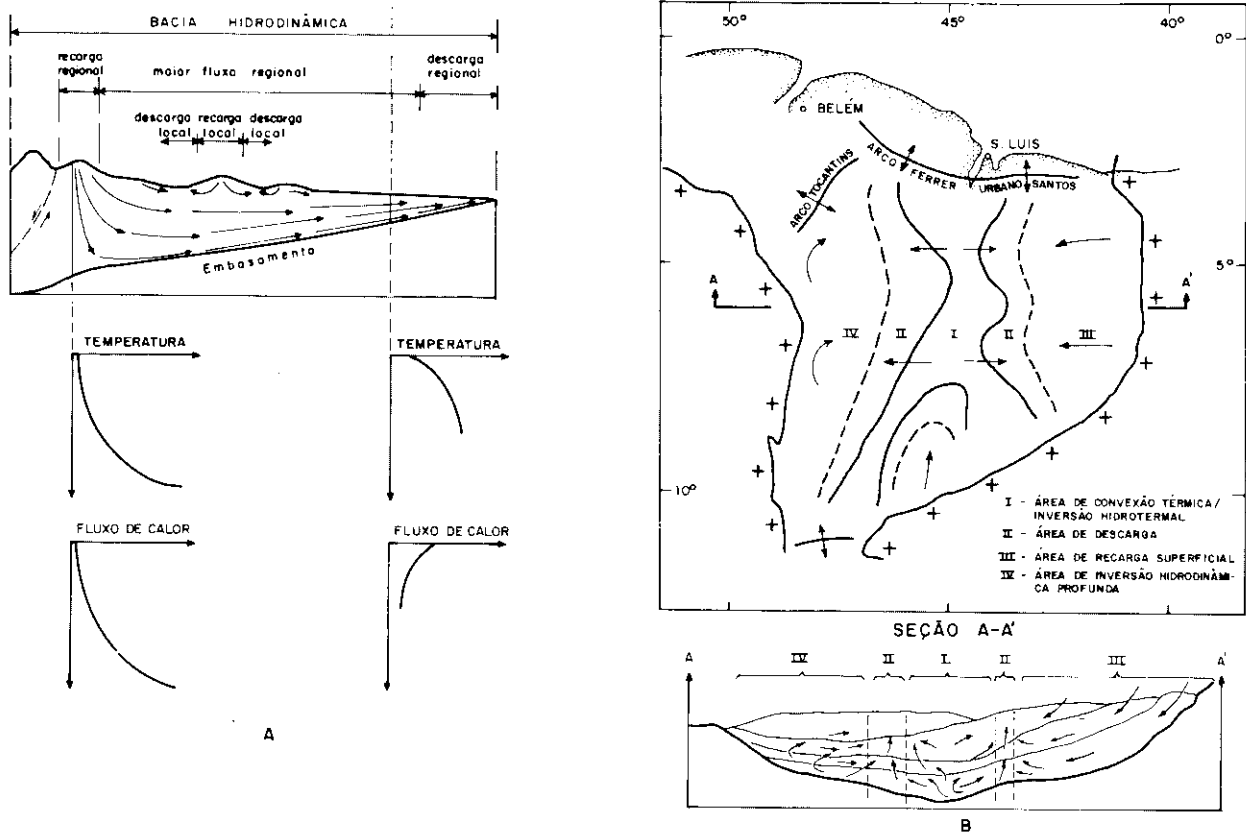 BACIA HIDRODINÂMICA
recarga
regional
maior fluxo regional
descarga
regional
descarga recarga descarga
local local local
Embasamento
TEMPERATURA
TEMPERATURA
FLUXO DE CALOR
FLUXO DE CALOR
A
50° 45° 40°
0°
BELÉM
S. LUIS
ARCO FERRER URBANO SANTOS
ARCO TOCANTINS
5°
A
A'
IV II I II III
10°
I - ÁREA DE CONVEXÃO TÉRMICA/
INVERSÃO HIDROTERMAL
II - ÁREA DE DESCARGA
III - ÁREA DE RECARGA SUPERFICIAL
IV - ÁREA DE INVERSÃO HIDRODINÂMI-
CA PROFUNDA
50° 45° 40°
SEÇÃO A-A'
A IV II I II III A'
B